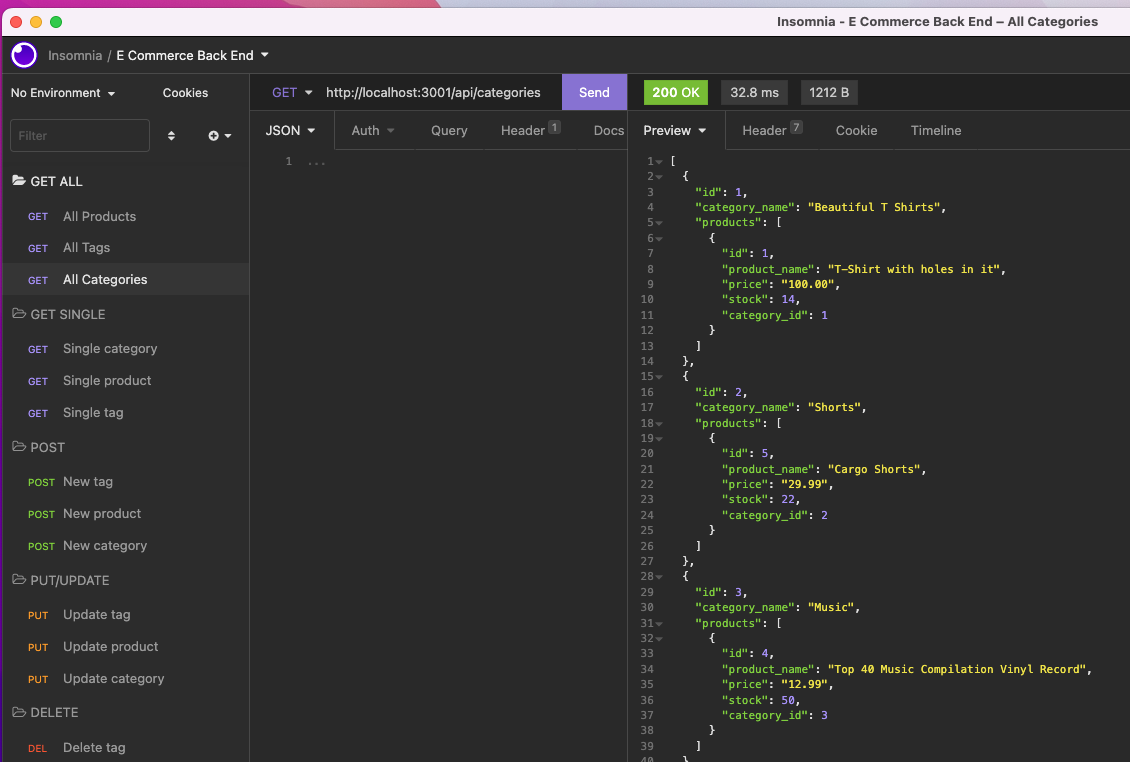 Insomnia - E Commerce Back End – All Categories
Insomnia / E Commerce Back End
No Environment
Cookies
Filter
GET ALL
GET All Products
GET All Tags
GET All Categories
GET SINGLE
GET Single category
GET Single product
GET Single tag
POST
POST New tag
POST New product
POST New category
PUT/UPDATE
PUT Update tag
PUT Update product
PUT Update category
DELETE
DEL Delete tag
GET http://localhost:3001/api/categories Send
JSON Auth Query Header 1 Docs
1 ...
200 OK 32.8 ms 1212 B
Preview Header 7 Cookie Timeline
1 [
2 {
3 "id": 1,
4 "category_name": "Beautiful T Shirts",
5 "products": [
6 {
7 "id": 1,
8 "product_name": "T-Shirt with holes in it",
9 "price": "100.00",
10 "stock": 14,
11 "category_id": 1
12 }
13 ]
14 },
15 {
16 "id": 2,
17 "category_name": "Shorts",
18 "products": [
19 {
20 "id": 5,
21 "product_name": "Cargo Shorts",
22 "price": "29.99",
23 "stock": 22,
24 "category_id": 2
25 }
26 ]
27 },
28 {
29 "id": 3,
30 "category_name": "Music",
31 "products": [
32 {
33 "id": 4,
34 "product_name": "Top 40 Music Compilation Vinyl Record",
35 "price": "12.99",
36 "stock": 50,
37 "category_id": 3
38 }
39 ]
40 }